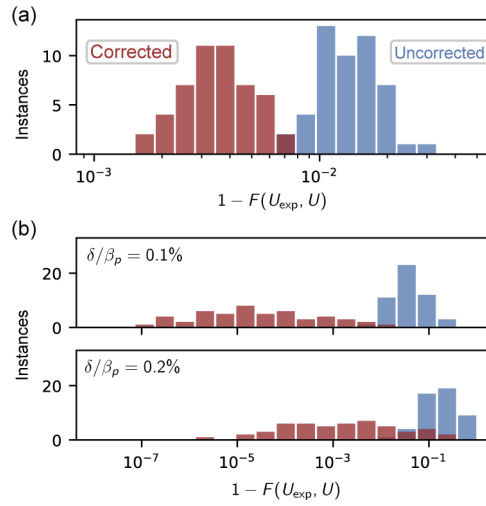 (a)
Corrected
Uncorrected
Instances
10
5
0
10⁻³
10⁻²
1 − F(U_exp, U)
(b)
δ/β_p = 0.1%
20
0
δ/β_p = 0.2%
Instances
20
0
10⁻⁷
10⁻⁵
10⁻³
10⁻¹
1 − F(U_exp, U)